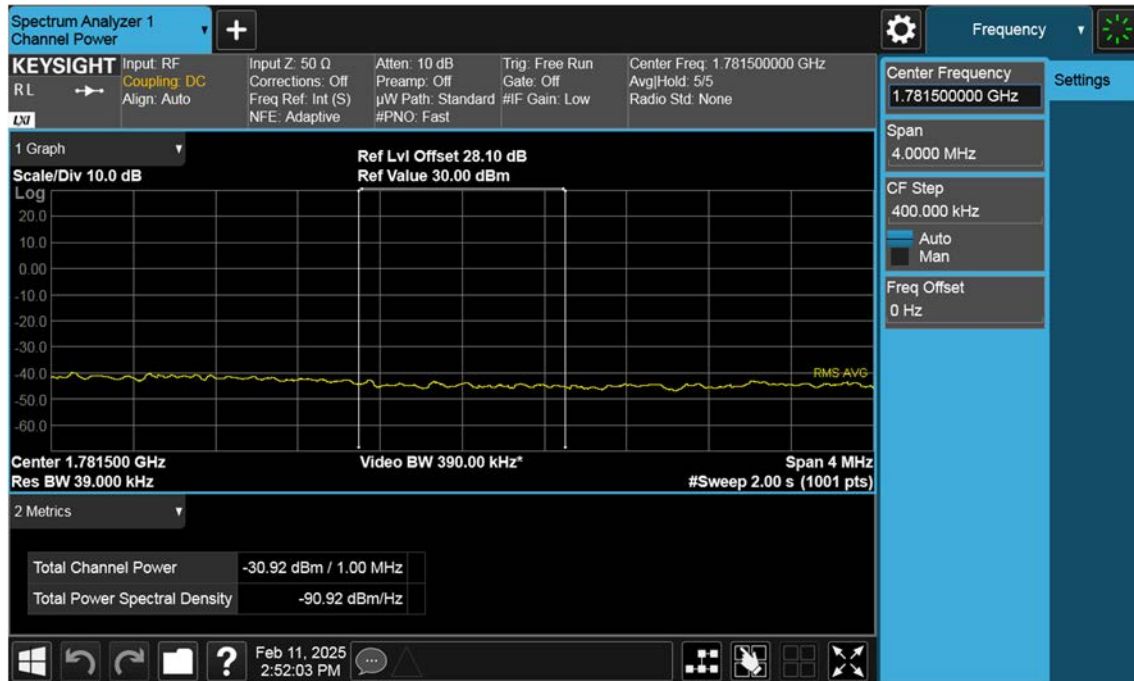 Spectrum Analyzer 1
Channel Power
+
Frequency
KEYSIGHT
R L
LXI
Input: RF
Coupling: DC
Align: Auto
Input Z: 50 Ω
Corrections: Off
Freq Ref: Int (S)
NFE: Adaptive
Atten: 10 dB
Preamp: Off
µW Path: Standard
#PNO: Fast
Trig: Free Run
Gate: Off
#IF Gain: Low
Center Freq: 1.781500000 GHz
Avg|Hold: 5/5
Radio Std: None
Center Frequency
1.781500000 GHz
Settings
Span
4.0000 MHz
CF Step
400.000 kHz
Auto
Man
Freq Offset
0 Hz
1 Graph
Scale/Div 10.0 dB
Ref Lvl Offset 28.10 dB
Ref Value 30.00 dBm
Log
20.0
10.0
0.00
-10.0
-20.0
-30.0
-40.0
RMS AVG
-50.0
-60.0
Center 1.781500 GHz
Video BW 390.00 kHz*
Span 4 MHz
Res BW 39.000 kHz
#Sweep 2.00 s (1001 pts)
2 Metrics
Total Channel Power -30.92 dBm / 1.00 MHz
Total Power Spectral Density -90.92 dBm/Hz
?
Feb 11, 2025
2:52:03 PM